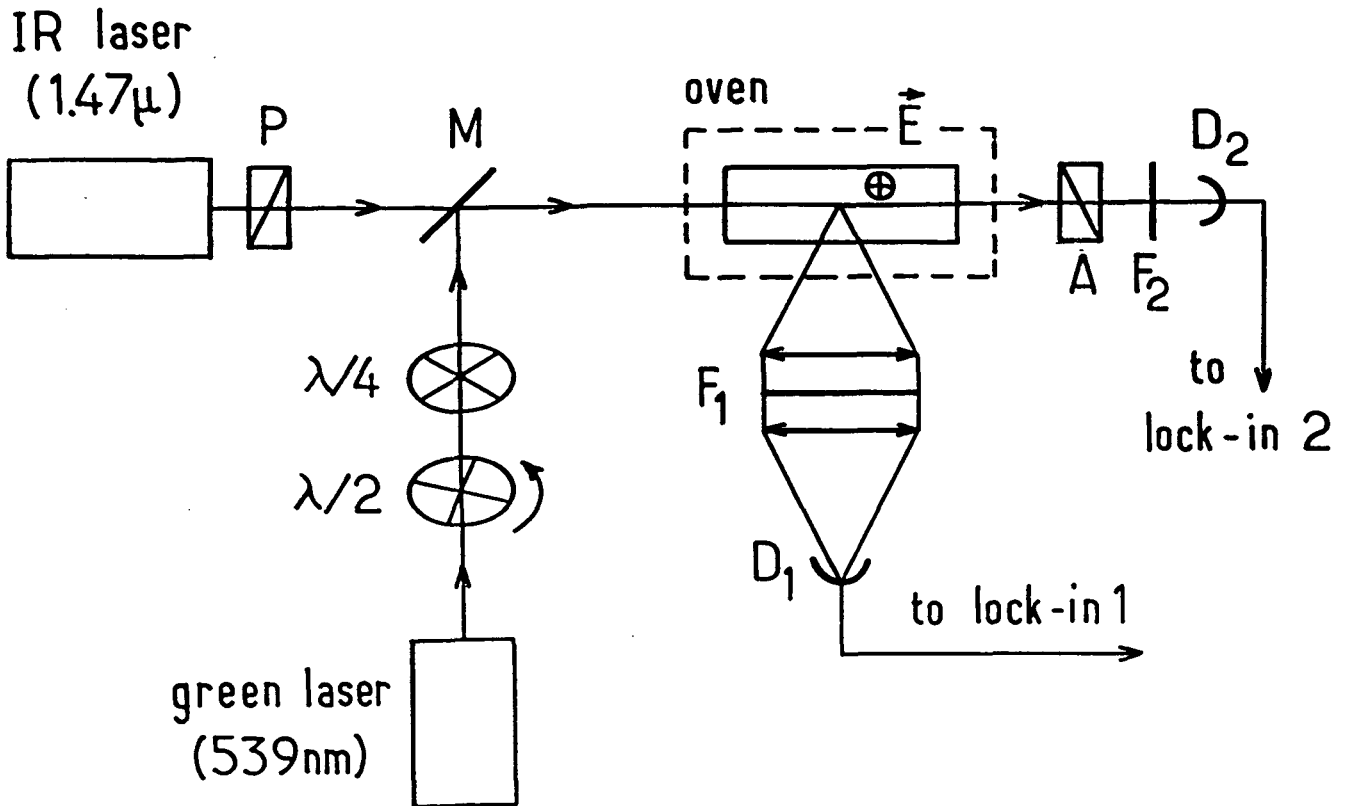 IR laser
(1.47μ)
P
M
oven
E
D2
A
F2
λ/4
F1
to
lock-in 2
λ/2
D1
to lock-in 1
green laser
(539nm)